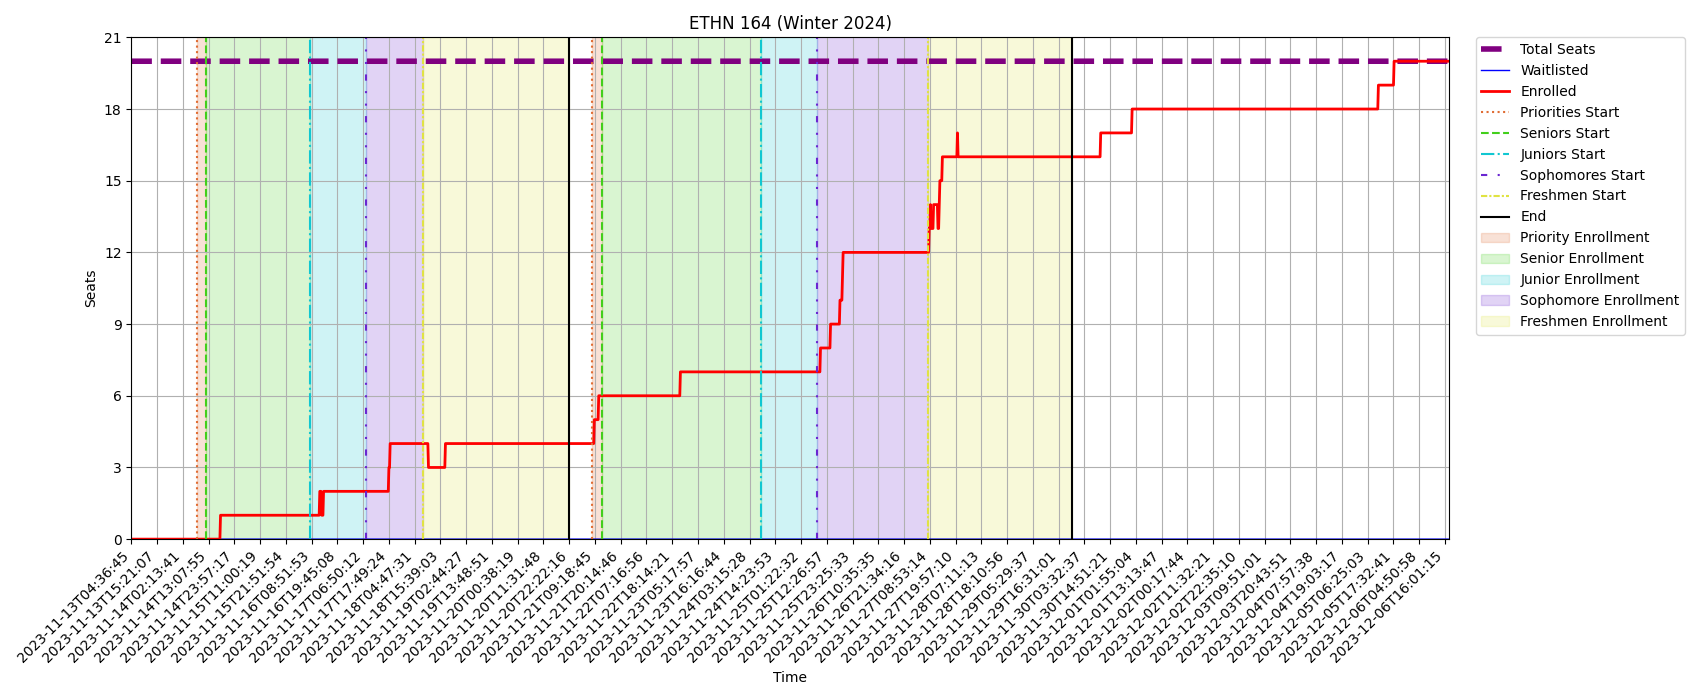 ETHN 164 (Winter 2024)
21
18
15
12
9
6
3
0
Seats
2023-11-13T04:36:45
2023-11-13T15:21:07
2023-11-14T02:13:41
2023-11-14T13:07:55
2023-11-14T23:57:17
2023-11-15T11:00:19
2023-11-15T21:51:54
2023-11-16T08:51:53
2023-11-16T19:45:08
2023-11-17T06:50:12
2023-11-17T17:49:24
2023-11-18T04:47:31
2023-11-18T15:39:03
2023-11-19T02:44:27
2023-11-19T13:48:51
2023-11-20T00:38:19
2023-11-20T11:31:48
2023-11-20T22:22:16
2023-11-21T09:18:45
2023-11-21T20:14:46
2023-11-22T07:16:56
2023-11-22T18:14:21
2023-11-23T05:17:57
2023-11-23T16:16:44
2023-11-24T03:15:28
2023-11-24T14:23:53
2023-11-25T01:22:32
2023-11-25T12:26:57
2023-11-25T23:25:33
2023-11-26T10:35:35
2023-11-26T21:34:16
2023-11-27T08:53:14
2023-11-27T19:57:10
2023-11-28T07:11:13
2023-11-28T18:10:56
2023-11-29T05:29:37
2023-11-29T16:31:01
2023-11-30T03:32:37
2023-11-30T14:51:21
2023-12-01T01:55:04
2023-12-01T13:13:47
2023-12-02T00:17:44
2023-12-02T11:32:21
2023-12-02T22:35:10
2023-12-03T09:51:01
2023-12-03T20:43:51
2023-12-04T07:57:38
2023-12-04T19:03:17
2023-12-05T06:25:03
2023-12-05T17:32:41
2023-12-06T04:50:58
2023-12-06T16:01:15
Time
Total Seats
Waitlisted
Enrolled
Priorities Start
Seniors Start
Juniors Start
Sophomores Start
Freshmen Start
End
Priority Enrollment
Senior Enrollment
Junior Enrollment
Sophomore Enrollment
Freshmen Enrollment